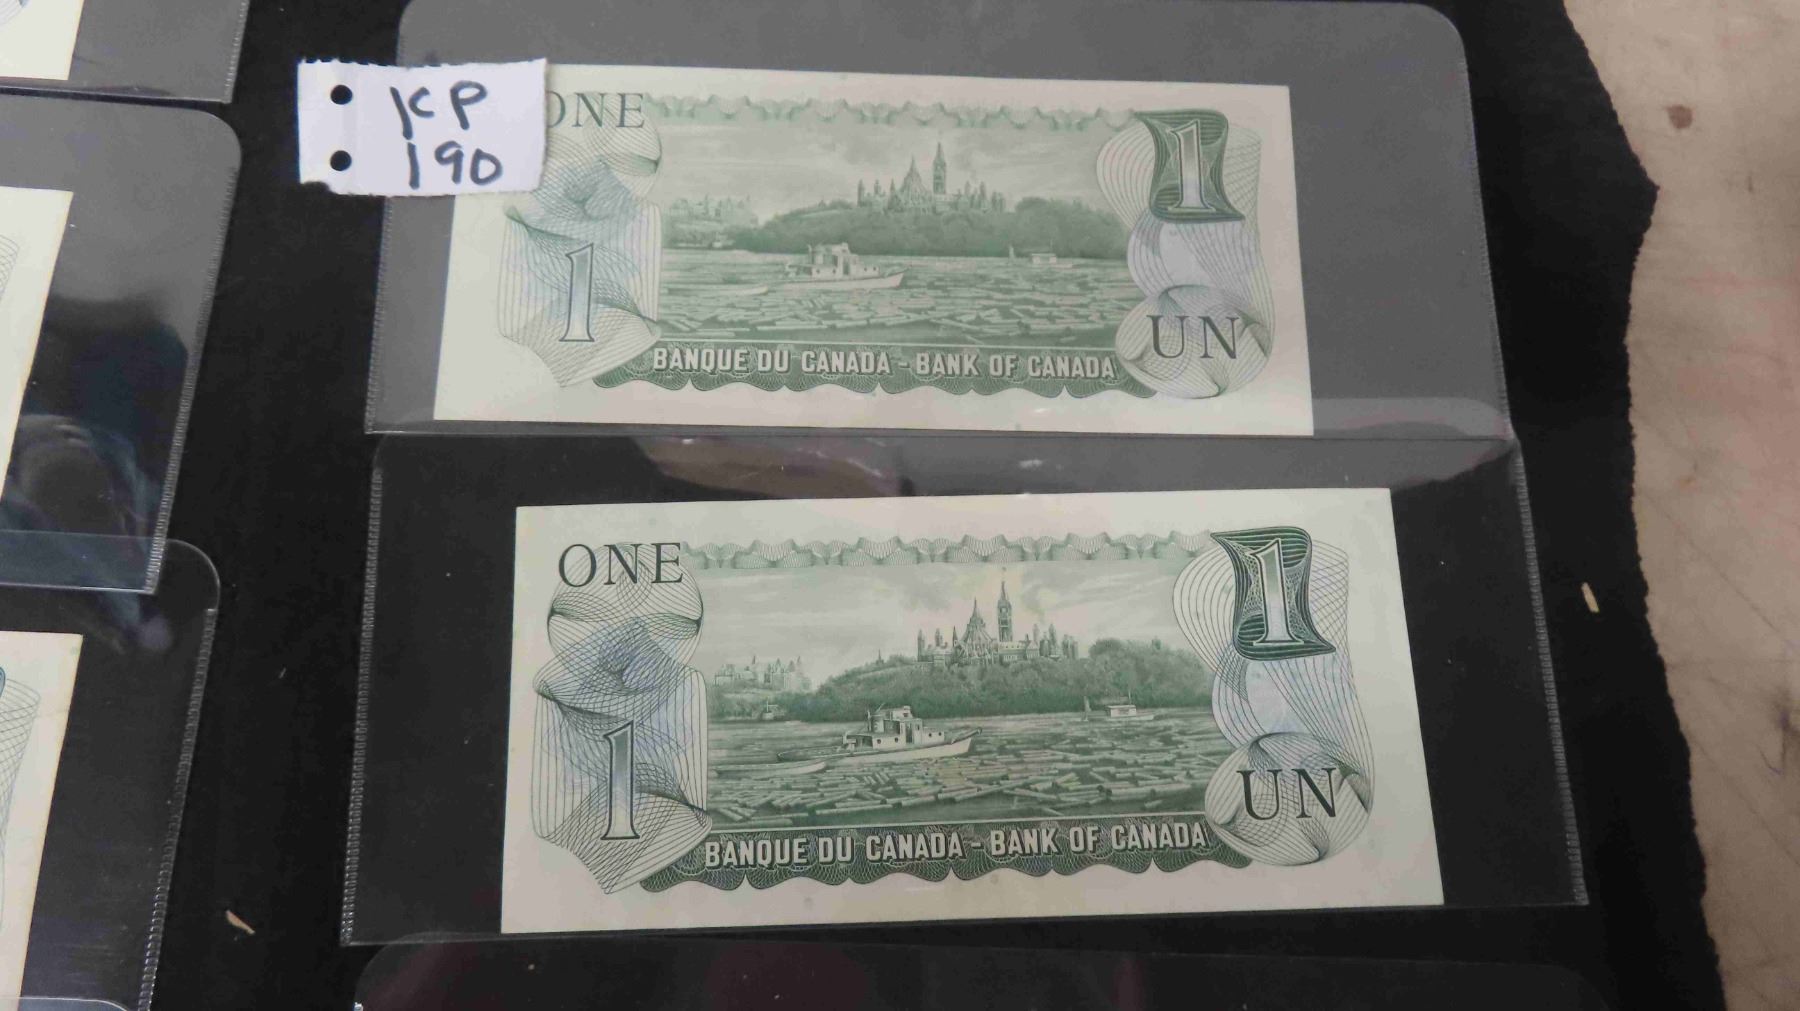 KP
190
ONE
1
1
UN
BANQUE DU CANADA - BANK OF CANADA
ONE
1
1
UN
BANQUE DU CANADA - BANK OF CANADA